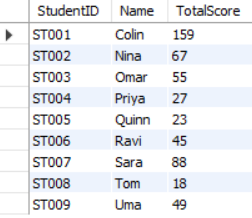 StudentID Name TotalScore
ST001 Colin 159
ST002 Nina 67
ST003 Omar 55
ST004 Priya 27
ST005 Quinn 23
ST006 Ravi 45
ST007 Sara 88
ST008 Tom 18
ST009 Uma 49